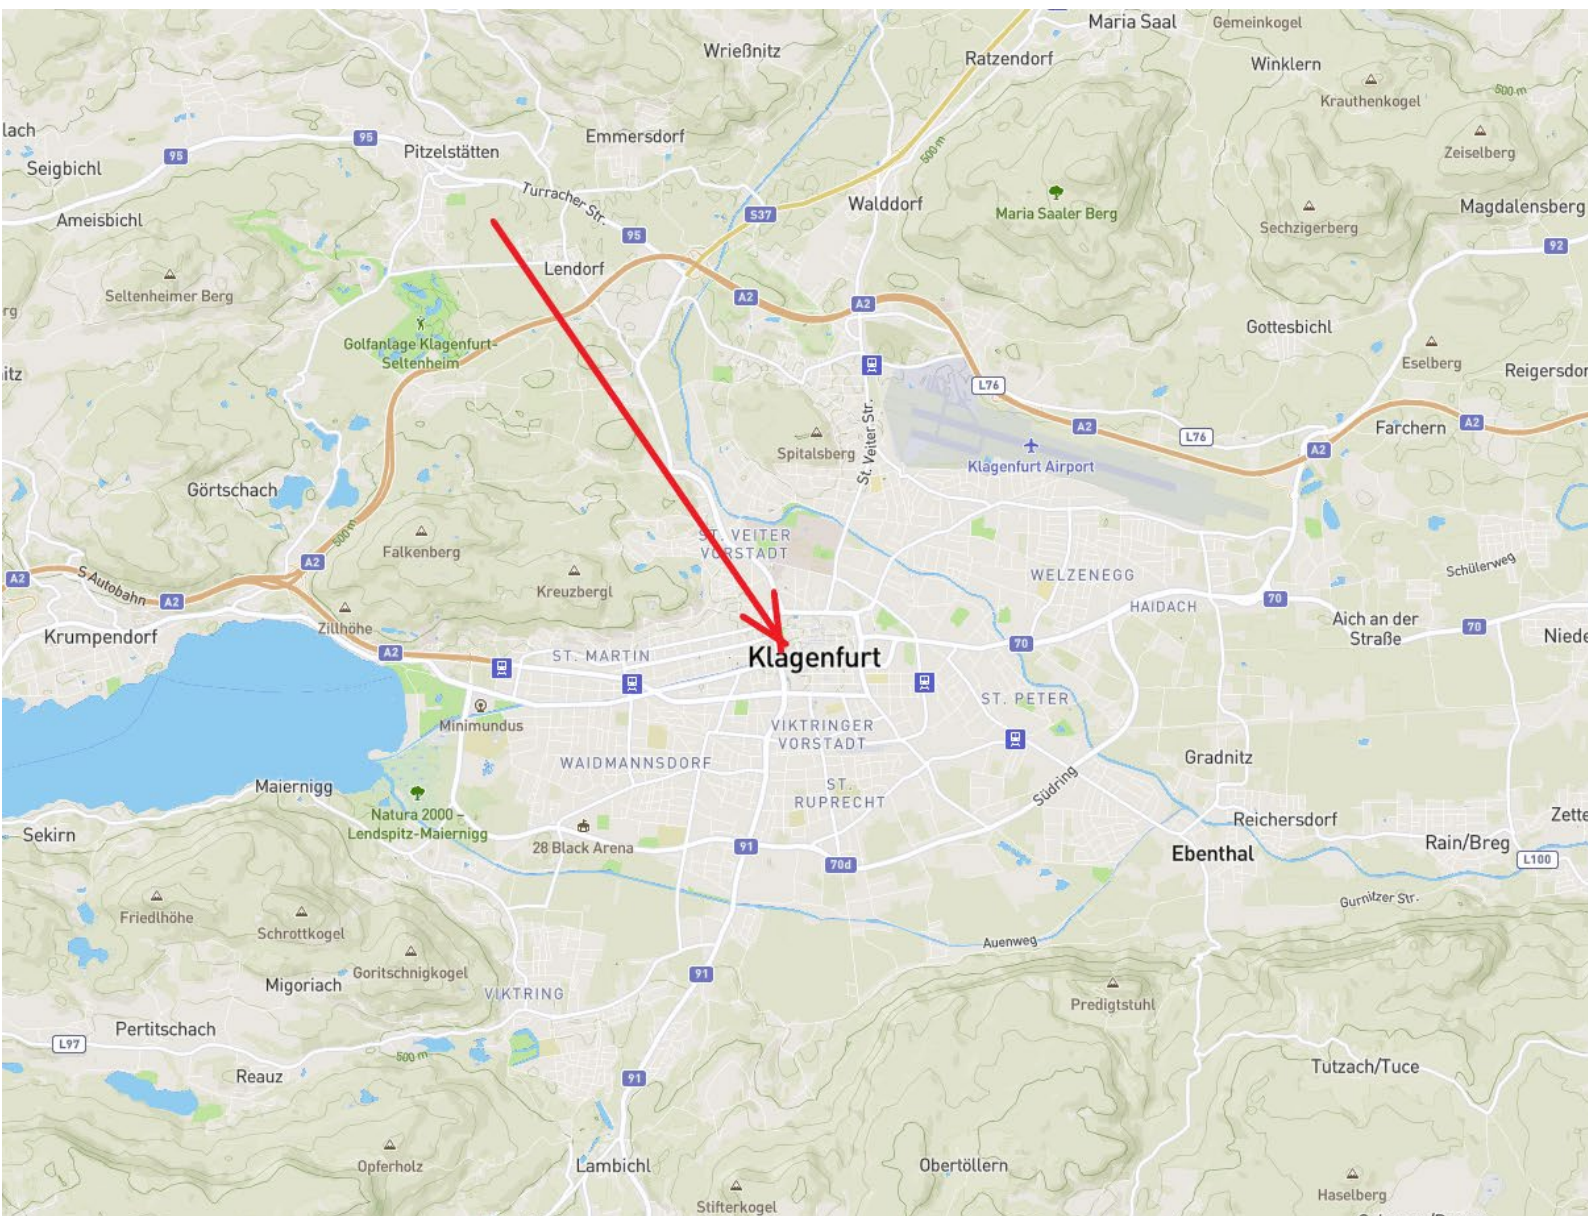 Maria Saal
Gemeinkogel
Wrießnitz
Ratzendorf
Winklern
500 m
Krauthenkogel
lach
95
Emmersdorf
95
Pitzelstätten
500 m
Zeiselberg
Seigbichl
Turracher Str.
Ameisbichl
S37
Walddorf
Maria Saaler Berg
Sechzigerberg
Magdalensberg
95
92
Lendorf
Seltenheimer Berg
rg
A2
A2
Gottesbichl
Golfanlage Klagenfurt-
Seltenheim
Eselberg
itz
Reigersdor
L76
St. Veiter Str.
A2
L76
Farchern
A2
Spitalsberg
A2
Klagenfurt Airport
Görtschach
500 m
ST. VEITER
VORSTADT
Falkenberg
A2
A2
S Autobahn
Kreuzbergl
WELZENEGG
Schülerweg
A2
HAIDACH
70
Zillhöhe
Krumpendorf
Aich an der
Straße
70
Niede
70
A2
ST. MARTIN
Klagenfurt
ST. PETER
Minimundus
VIKTRINGER
VORSTADT
WAIDMANNSDORF
Gradnitz
Maiernigg
ST.
RUPRECHT
Südring
Natura 2000 –
Lendspitz-Maiernigg
Reichersdorf
Zette
Sekirn
28 Black Arena
91
70d
Ebenthal
Rain/Breg
L100
Gurnitzer Str.
Friedlhöhe
Schrottkogel
Auenweg
Goritschnigkogel
91
Migoriach
VIKTRING
Predigtstuhl
Pertitschach
L97
500 m
Reauz
91
Tutzach/Tuce
Opferholz
Lambichl
Obertöllern
Stifterkogel
Haselberg